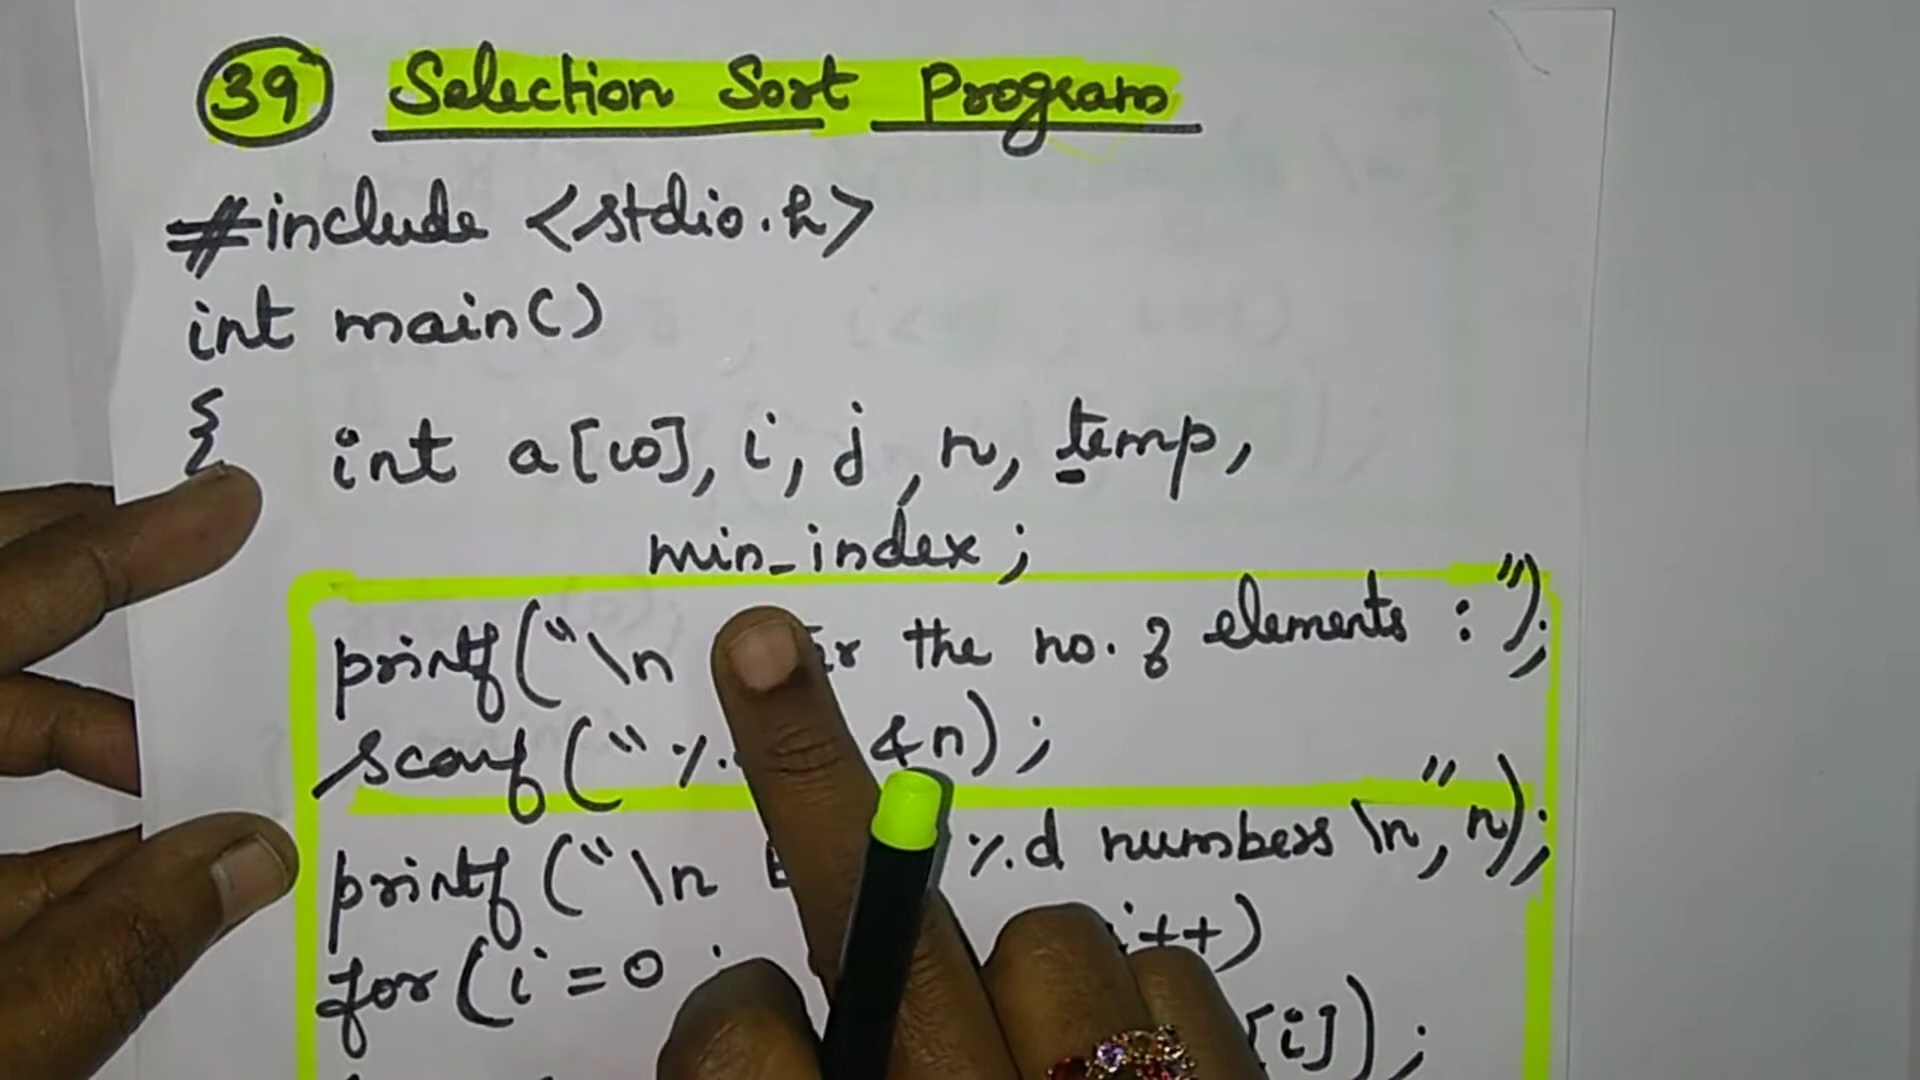 39 Selection Sort Program
#include <stdio.h>
int main()
{ int a[10], i, j, n, temp,
min_index;
printf("\n the no. of elements :");
scanf("%. &n);
printf("\n %d numbers \n", n);
for (i=0 i++)
[i]);